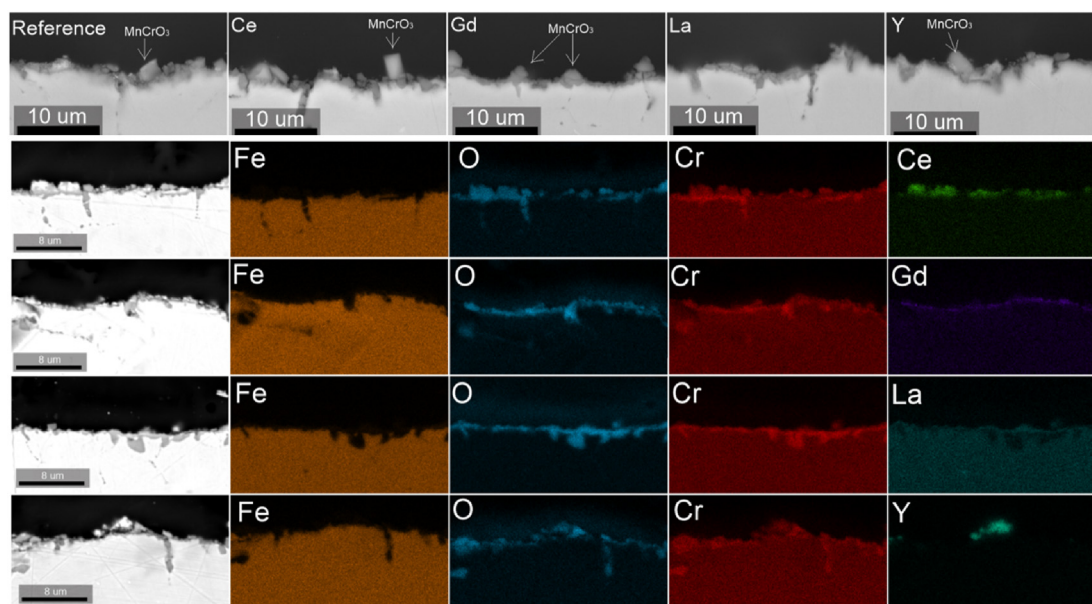 Reference MnCrO₃ Ce MnCrO₃ Gd MnCrO₃ La Y MnCrO₃
10 um 10 um 10 um 10 um 10 um
Fe O Cr Ce
8 um
Fe O Cr Gd
8 um
Fe O Cr La
8 um
Fe O Cr Y
8 um